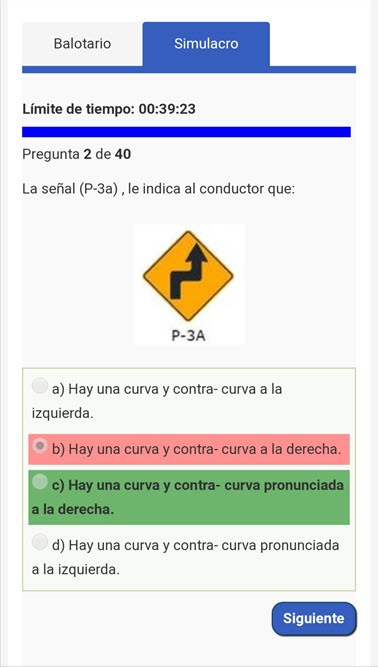 Balotario
Simulacro
Límite de tiempo: 00:39:23
Pregunta 2 de 40
La señal (P-3a) , le indica al conductor que:
P-3A
a) Hay una curva y contra- curva a la
izquierda.
b) Hay una curva y contra- curva a la derecha.
c) Hay una curva y contra- curva pronunciada
a la derecha.
d) Hay una curva y contra- curva pronunciada
a la izquierda.
Siguiente